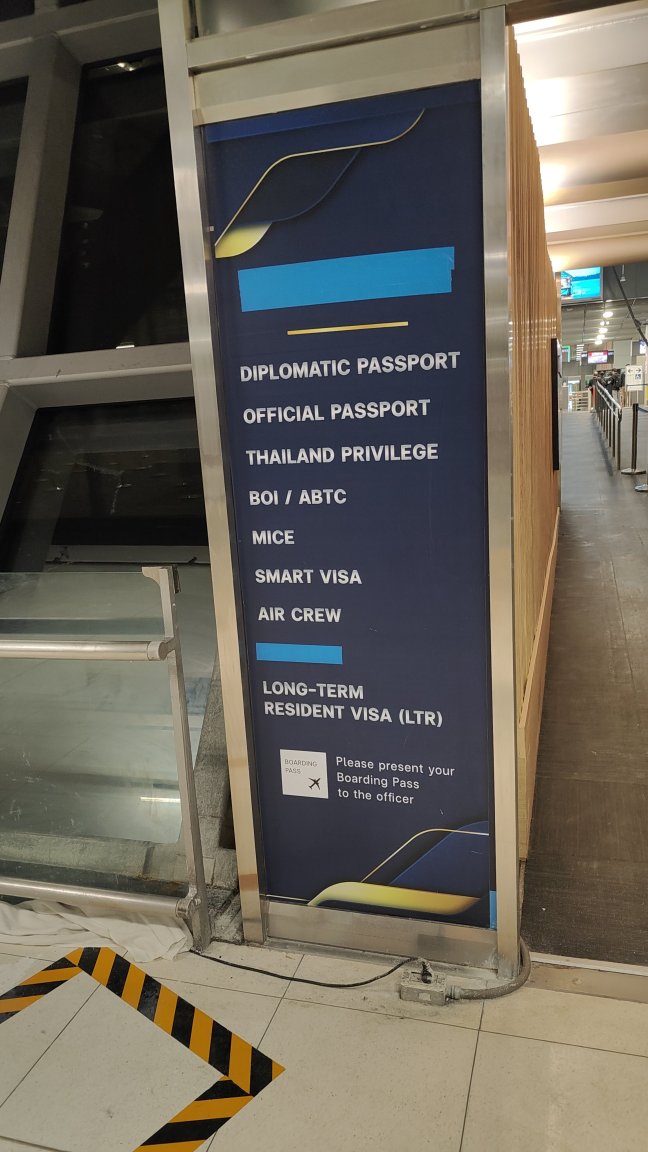 DIPLOMATIC PASSPORT
OFFICIAL PASSPORT
THAILAND PRIVILEGE
BOI / ABTC
MICE
SMART VISA
AIR CREW
LONG-TERM
RESIDENT VISA (LTR)
BOARDING
PASS
Please present your
Boarding Pass
to the officer